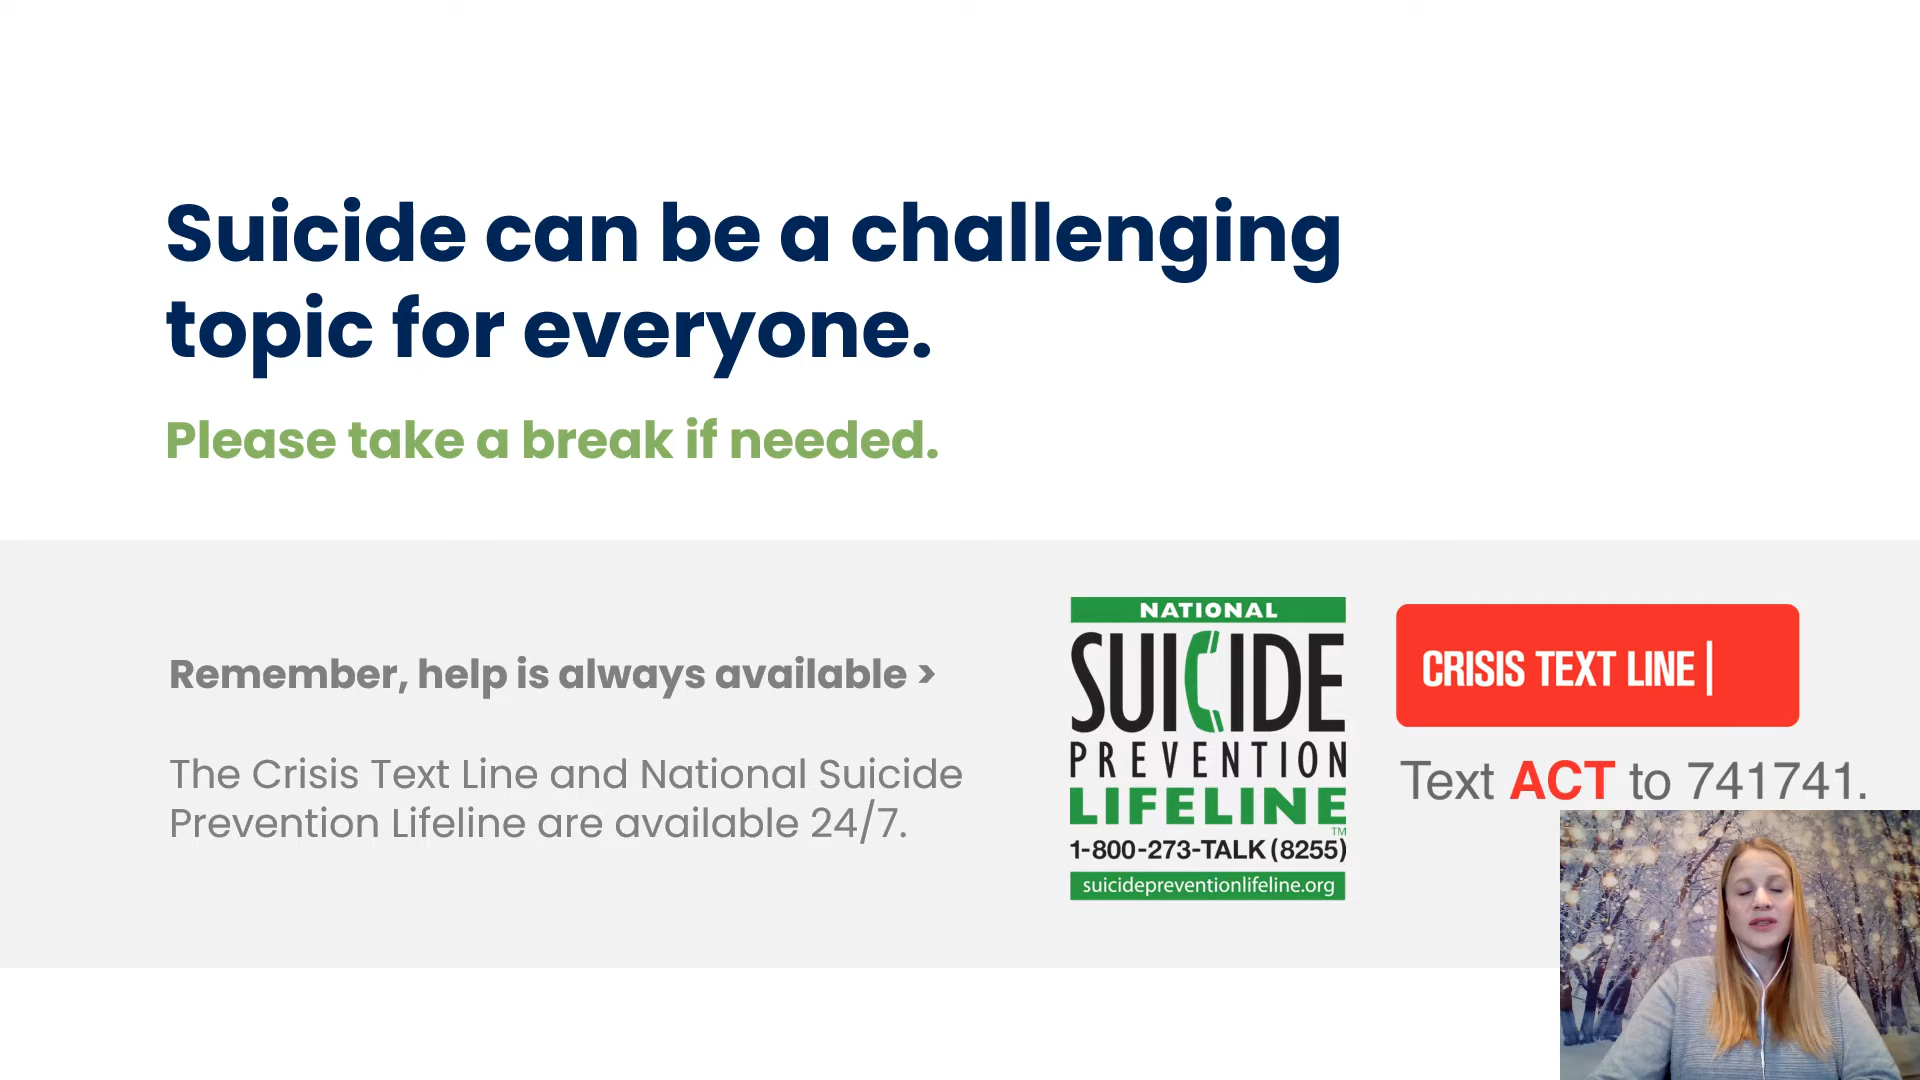 Suicide can be a challenging
topic for everyone.
Please take a break if needed.
Remember, help is always available >
The Crisis Text Line and National Suicide
Prevention Lifeline are available 24/7.
NATIONAL
SUICIDE
PREVENTION
LIFELINE™
1-800-273-TALK (8255)
suicidepreventionlifeline.org
CRISIS TEXT LINE |
Text ACT to 741741.